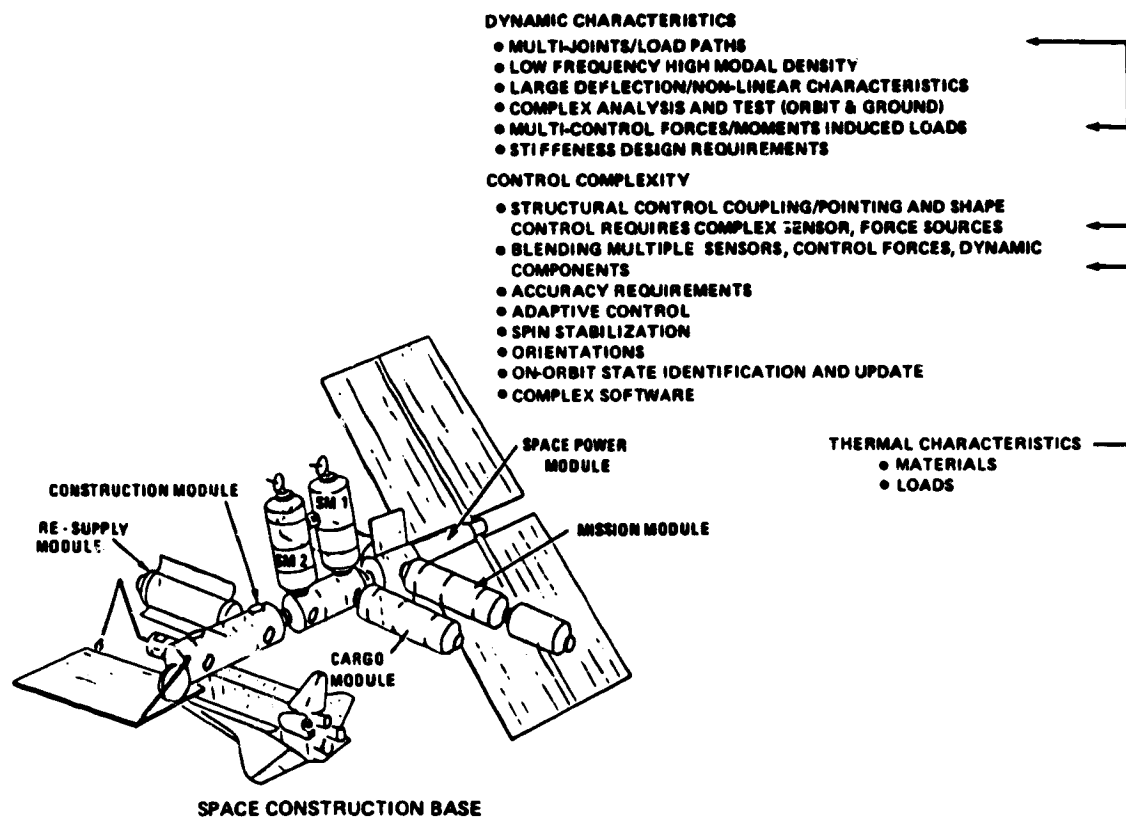 DYNAMIC CHARACTERISTICS
● MULTI-JOINTS/LOAD PATHS
● LOW FREQUENCY HIGH MODAL DENSITY
● LARGE DEFLECTION/NON-LINEAR CHARACTERISTICS
● COMPLEX ANALYSIS AND TEST (ORBIT & GROUND)
● MULTI-CONTROL FORCES/MOMENTS INDUCED LOADS
● STIFFENESS DESIGN REQUIREMENTS
CONTROL COMPLEXITY
● STRUCTURAL CONTROL COUPLING/POINTING AND SHAPE
CONTROL REQUIRES COMPLEX SENSOR, FORCE SOURCES
● BLENDING MULTIPLE SENSORS, CONTROL FORCES, DYNAMIC
COMPONENTS
● ACCURACY REQUIREMENTS
● ADAPTIVE CONTROL
● SPIN STABILIZATION
● ORIENTATIONS
● ON-ORBIT STATE IDENTIFICATION AND UPDATE
● COMPLEX SOFTWARE
THERMAL CHARACTERISTICS
● MATERIALS
● LOADS
SPACE POWER
MODULE
CONSTRUCTION MODULE
SM 1
RE-SUPPLY
MODULE
MISSION MODULE
SM 2
CARGO
MODULE
SPACE CONSTRUCTION BASE